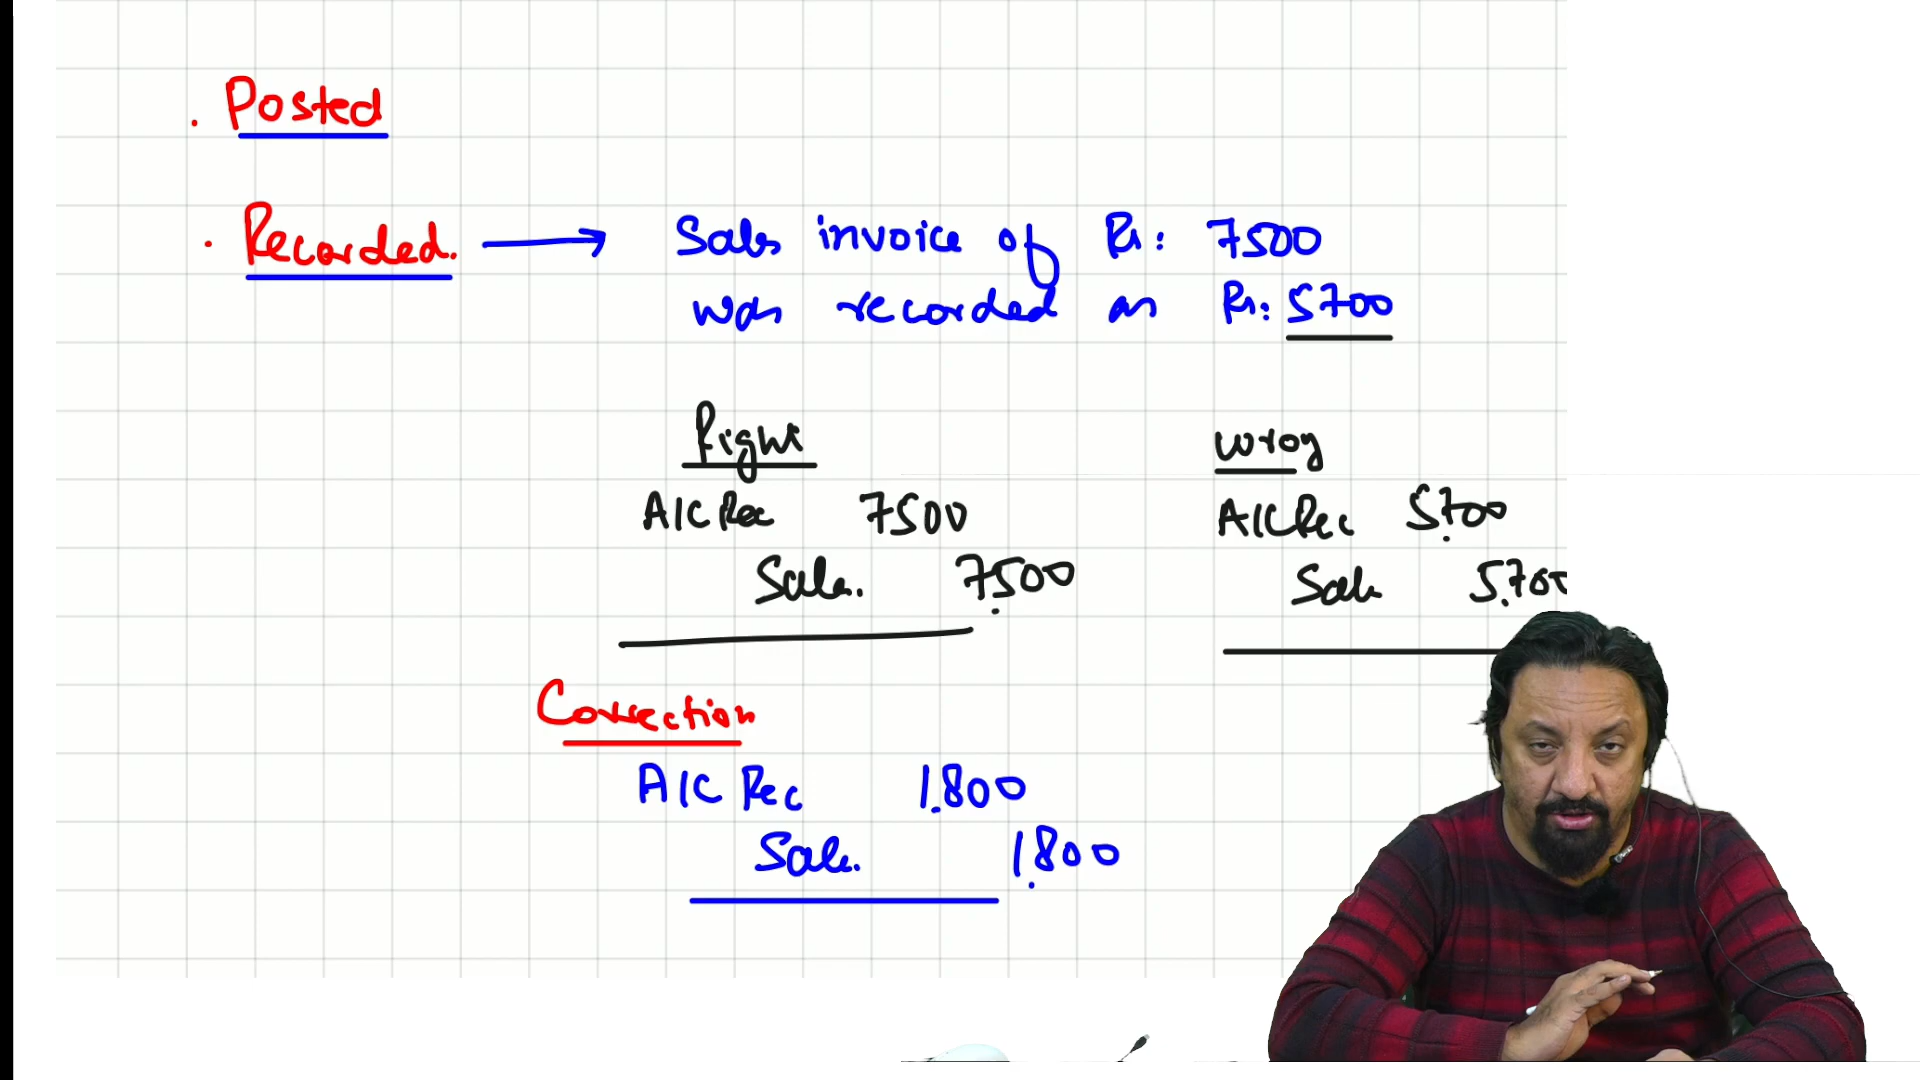 . Posted
. Recorded. → Sales invoice of Rs: 7500
was recorded as Rs: 5700
Right
A/C Rec 7500
Sales. 7500
Wrong
A/C Rec 5700
Sale 5700
Correction
A/C Rec 1800
Sale. 1800